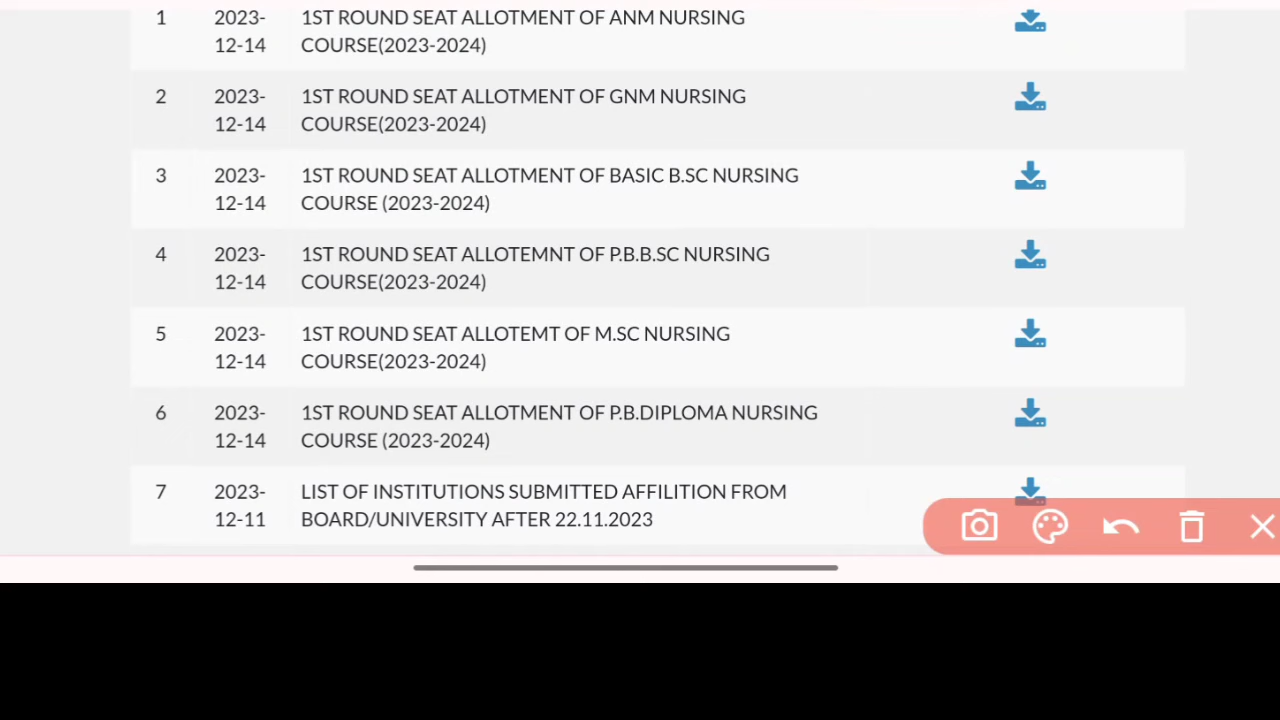 1 2023- 1ST ROUND SEAT ALLOTMENT OF ANM NURSING
12-14 COURSE(2023-2024)
2 2023- 1ST ROUND SEAT ALLOTMENT OF GNM NURSING
12-14 COURSE(2023-2024)
3 2023- 1ST ROUND SEAT ALLOTMENT OF BASIC B.SC NURSING
12-14 COURSE (2023-2024)
4 2023- 1ST ROUND SEAT ALLOTEMNT OF P.B.B.SC NURSING
12-14 COURSE(2023-2024)
5 2023- 1ST ROUND SEAT ALLOTEMT OF M.SC NURSING
12-14 COURSE(2023-2024)
6 2023- 1ST ROUND SEAT ALLOTMENT OF P.B.DIPLOMA NURSING
12-14 COURSE (2023-2024)
7 2023- LIST OF INSTITUTIONS SUBMITTED AFFILITION FROM
12-11 BOARD/UNIVERSITY AFTER 22.11.2023